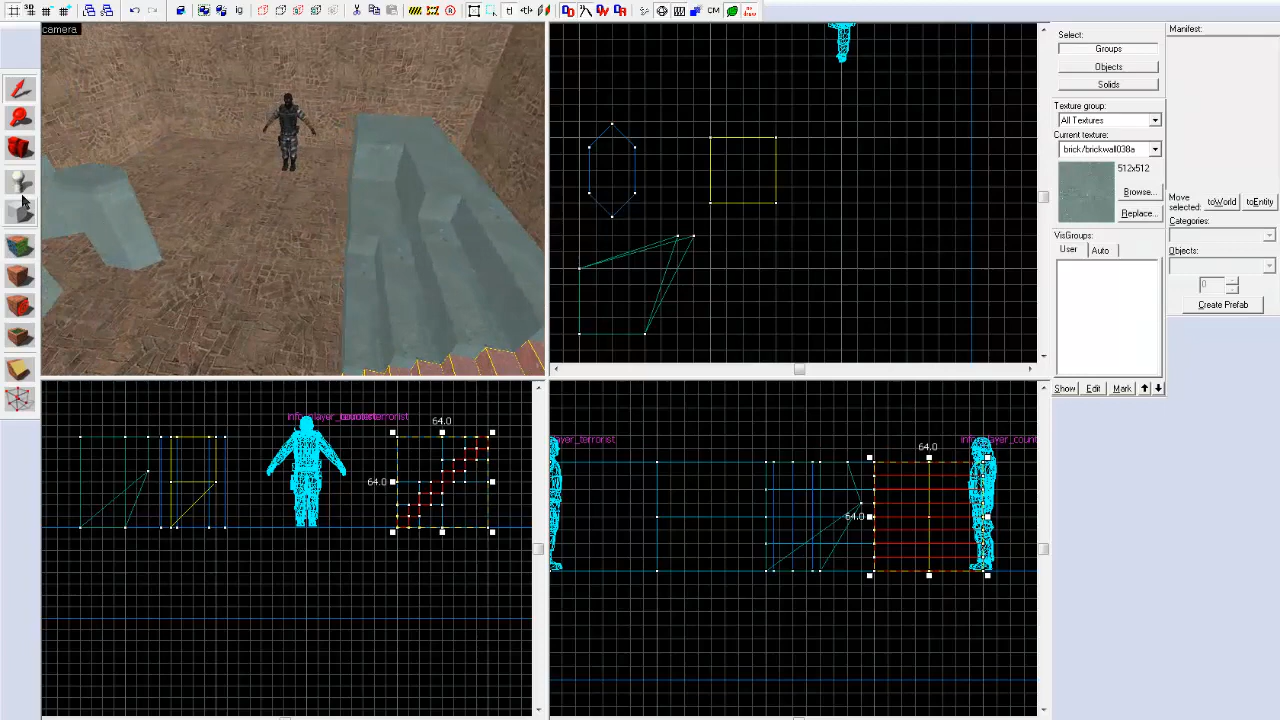 camera
Select:
Groups
Objects
Solids
Texture group:
All Textures
Current texture:
brick/brickwall038a
512x512
Browse...
Replace...
VisGroups:
User
Auto
Show
Edit
Mark
Manifest:
Move
selected:
toWorld
toEntity
Categories:
Objects:
0
Create Prefab
64.0
64.0
64.0
64.0
CM